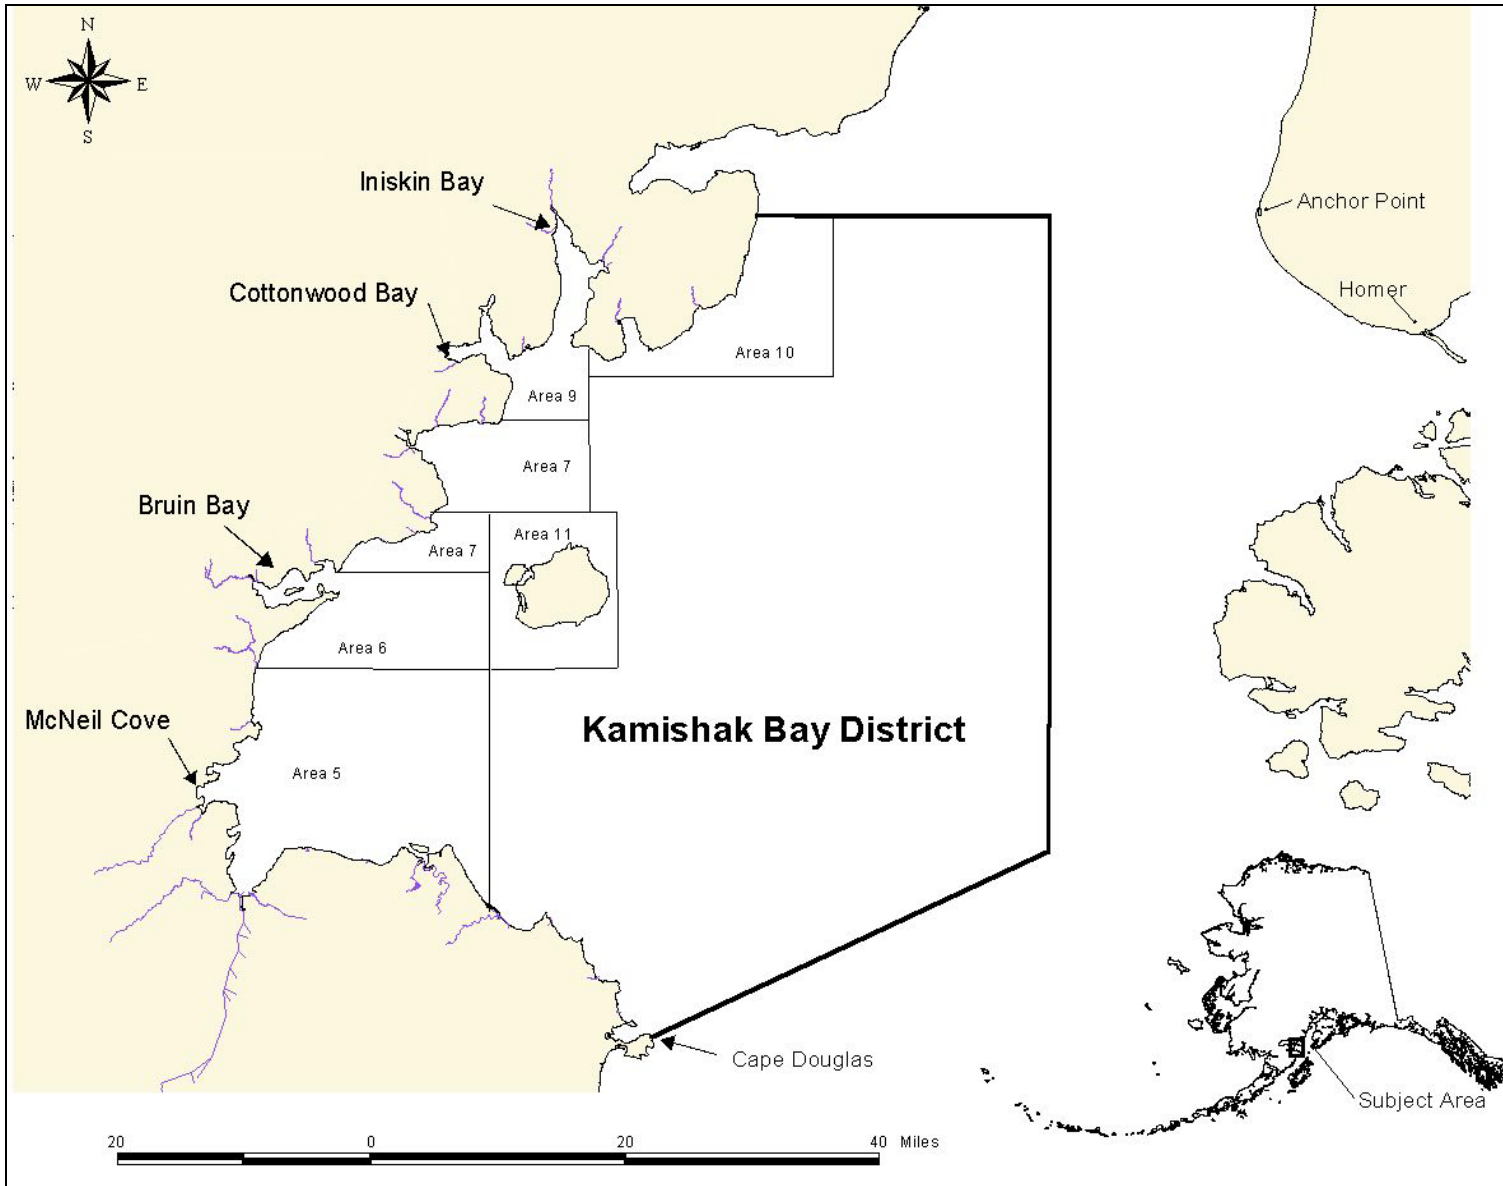 N
W E
S
Iniskin Bay
Anchor Point
Cottonwood Bay
Homer
Area 10
Area 9
Area 7
Bruin Bay
Area 11
Area 7
Area 6
McNeil Cove
Kamishak Bay District
Area 5
Cape Douglas
Subject Area
20 0 20 40 Miles